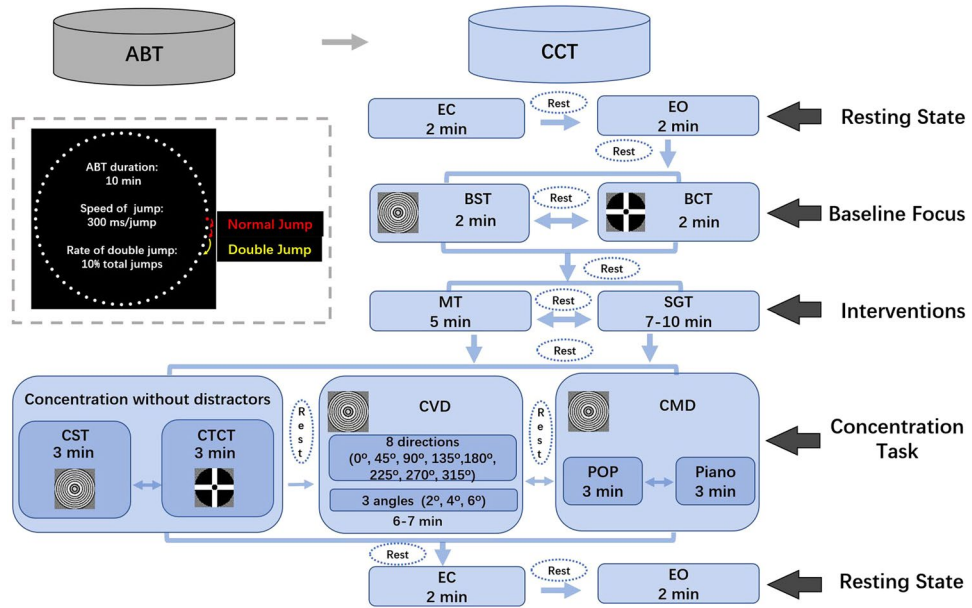 ABT
CCT
EC
2 min
Rest
EO
2 min
Resting State
Rest
ABT duration:
10 min
Speed of jump:
300 ms/jump
Rate of double jump:
10% total jumps
Normal Jump
Double Jump
BST
2 min
Rest
BCT
2 min
Baseline Focus
Rest
MT
5 min
Rest
SGT
7-10 min
Interventions
Rest
Concentration without distractors
CST
3 min
CTCT
3 min
Rest
CVD
8 directions
(0º, 45º, 90º, 135º,180º,
225º, 270º, 315º)
3 angles (2º, 4º, 6º)
6-7 min
Rest
CMD
POP
3 min
Piano
3 min
Concentration
Task
Rest
EC
2 min
Rest
EO
2 min
Resting State